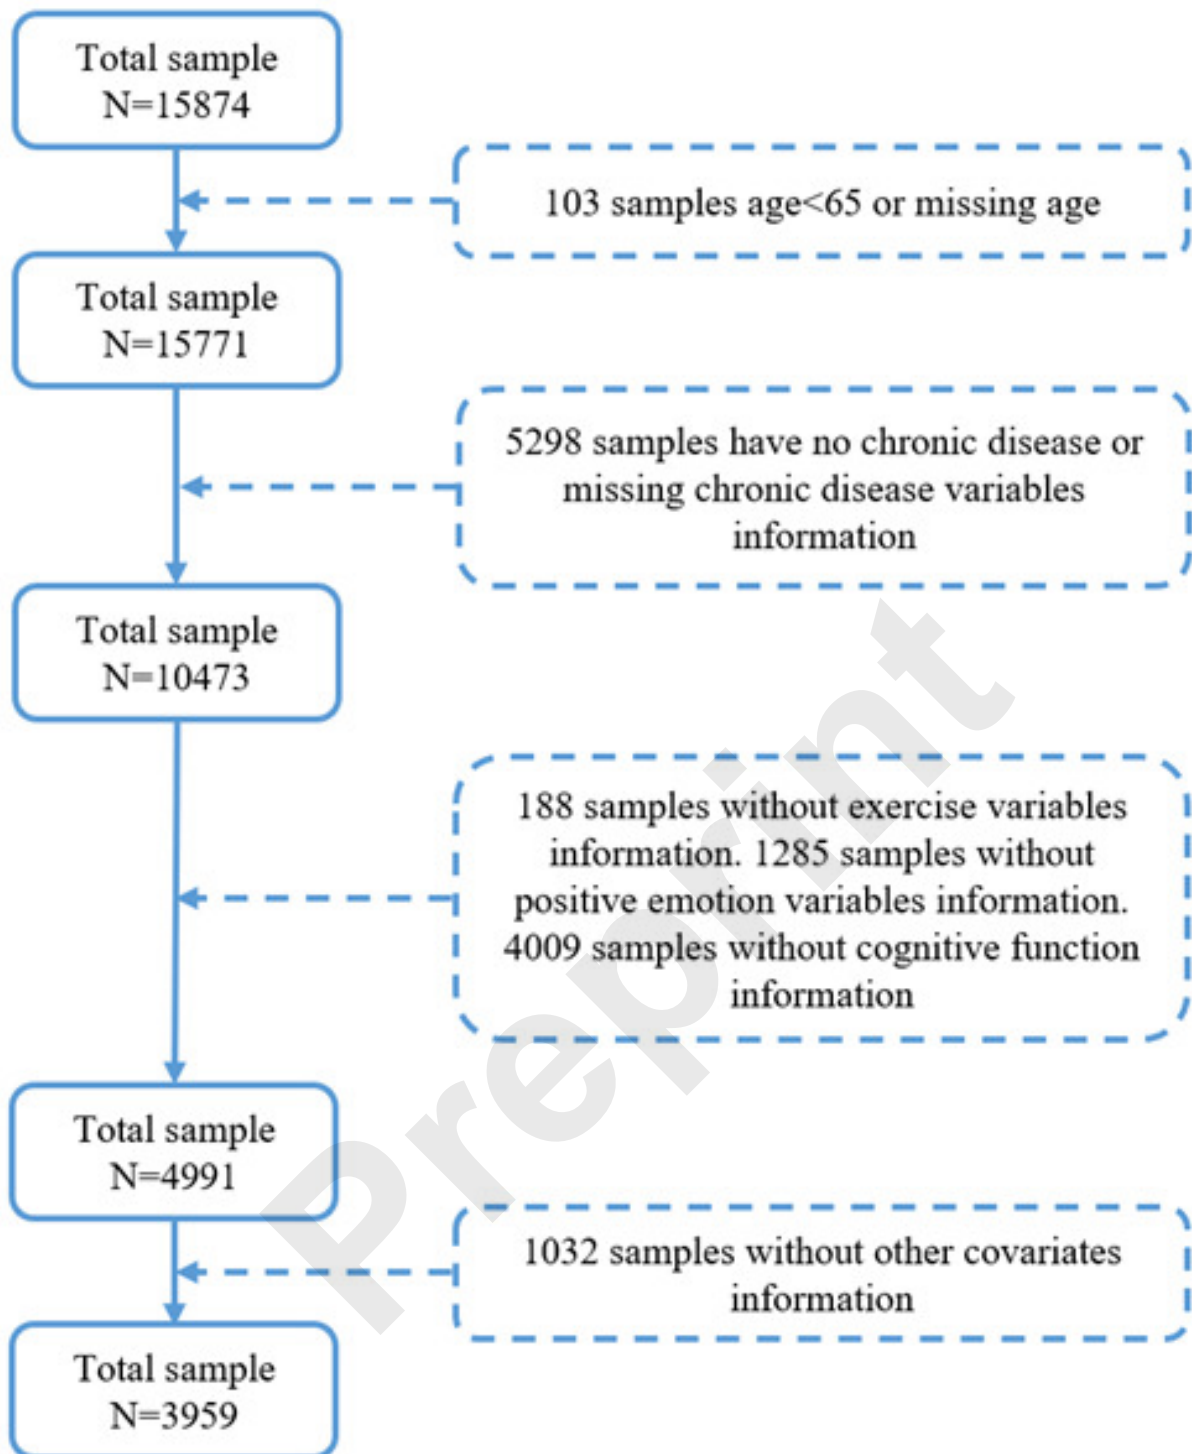 Total sample
N=15874
103 samples age<65 or missing age
Total sample
N=15771
5298 samples have no chronic disease or
missing chronic disease variables
information
Total sample
N=10473
188 samples without exercise variables
information. 1285 samples without
positive emotion variables information.
4009 samples without cognitive function
information
Total sample
N=4991
1032 samples without other covariates
information
Total sample
N=3959
Preprint